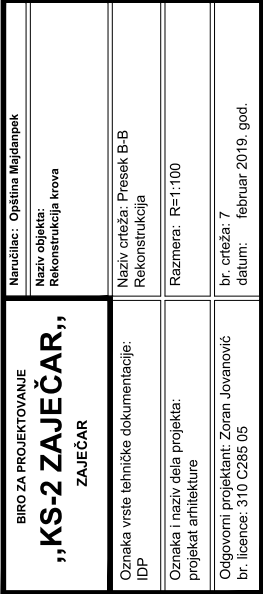 BIRO ZA PROJEKTOVANJE
,,KS-2 ZAJEČAR,,
ZAJEČAR
Naručilac: Opština Majdanpek
Naziv objekta:
Rekonstrukcija krova
Oznaka vrste tehničke dokumentacije:
IDP
Naziv crteža: Presek B-B
Rekonstrukcija
Oznaka i naziv dela projekta:
projekat arhitekture
Razmera: R=1:100
Odgovorni projektant: Zoran Jovanović
br. licence: 310 C285 05
br. crteža: 7
datum: februar 2019. god.